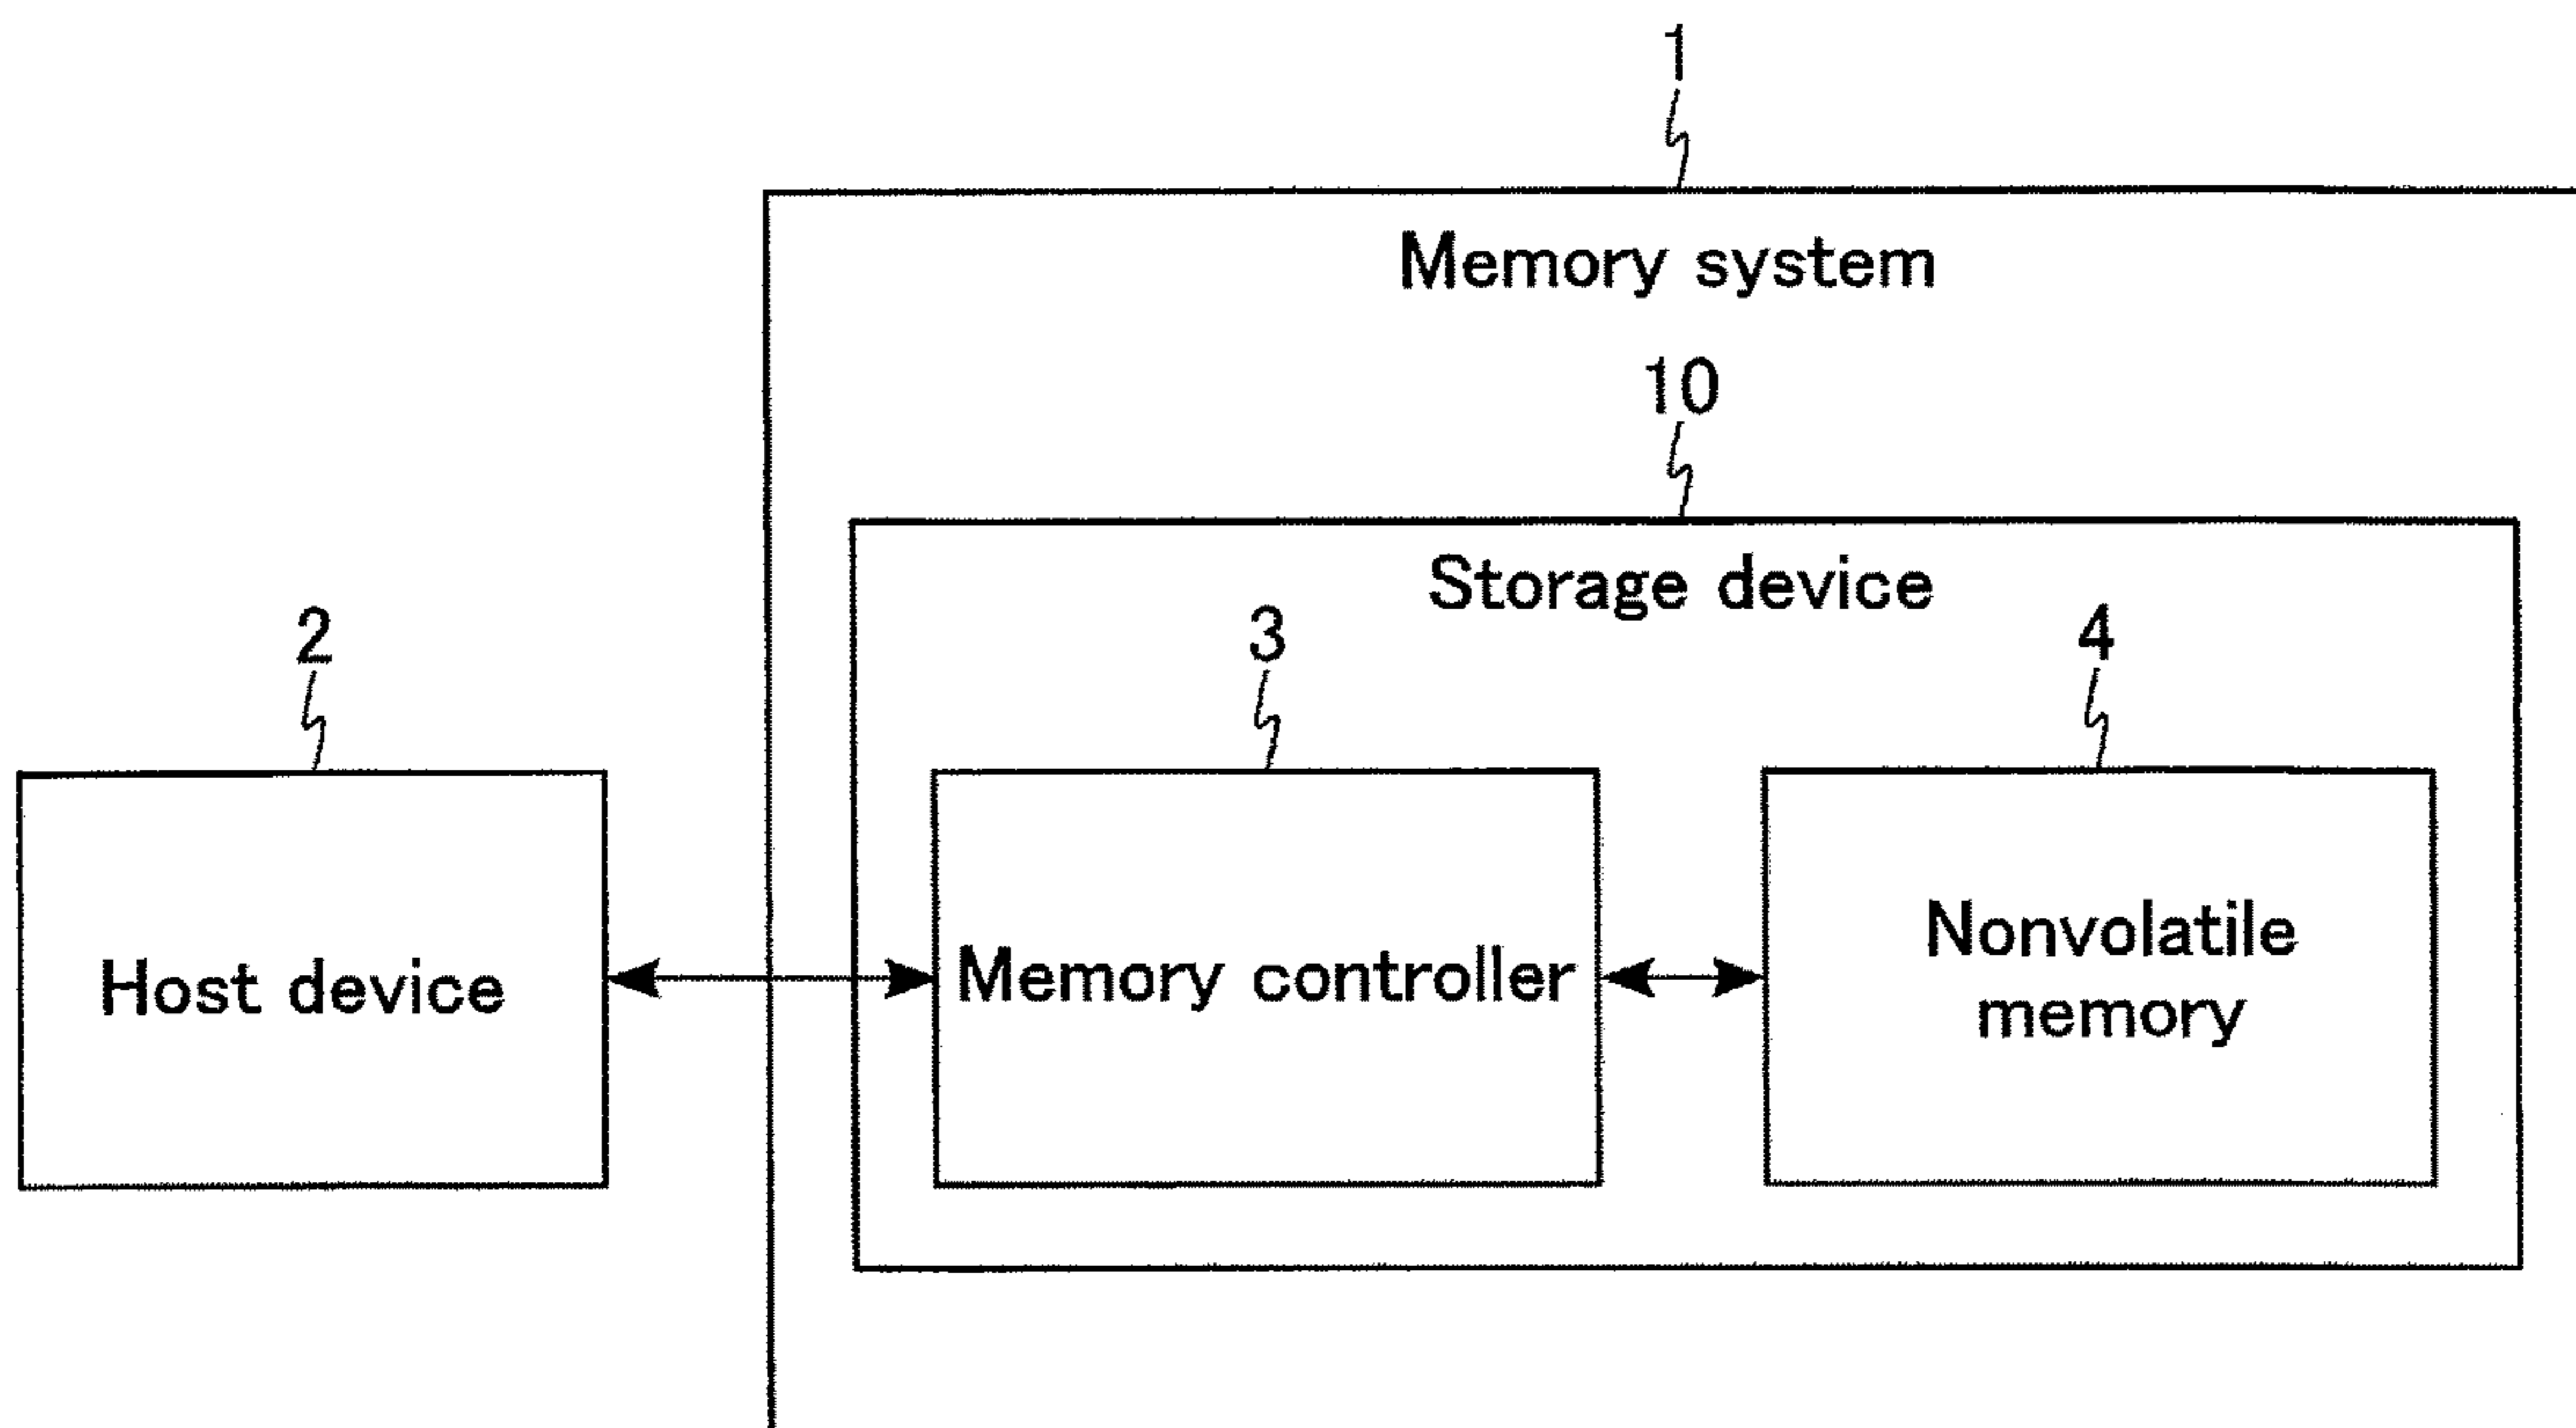 1
Memory system
10
Storage device
2
3
4
Host device
Memory controller
Nonvolatile
memory